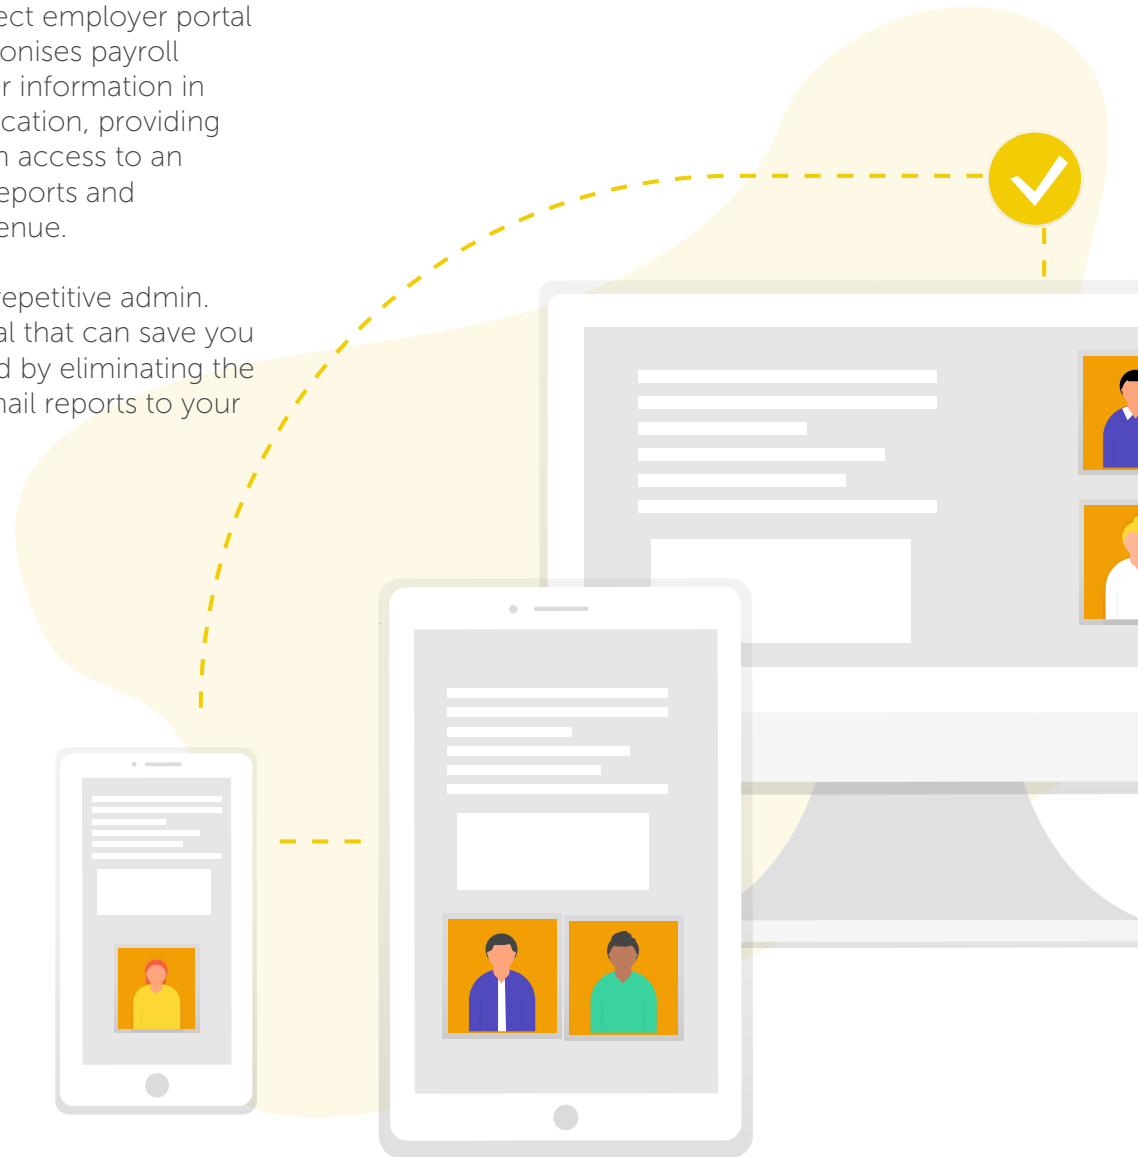 ect employer portal
onises payroll
r information in
cation, providing
n access to an
eports and
enue.
repetitive admin.
al that can save you
d by eliminating the
nail reports to your